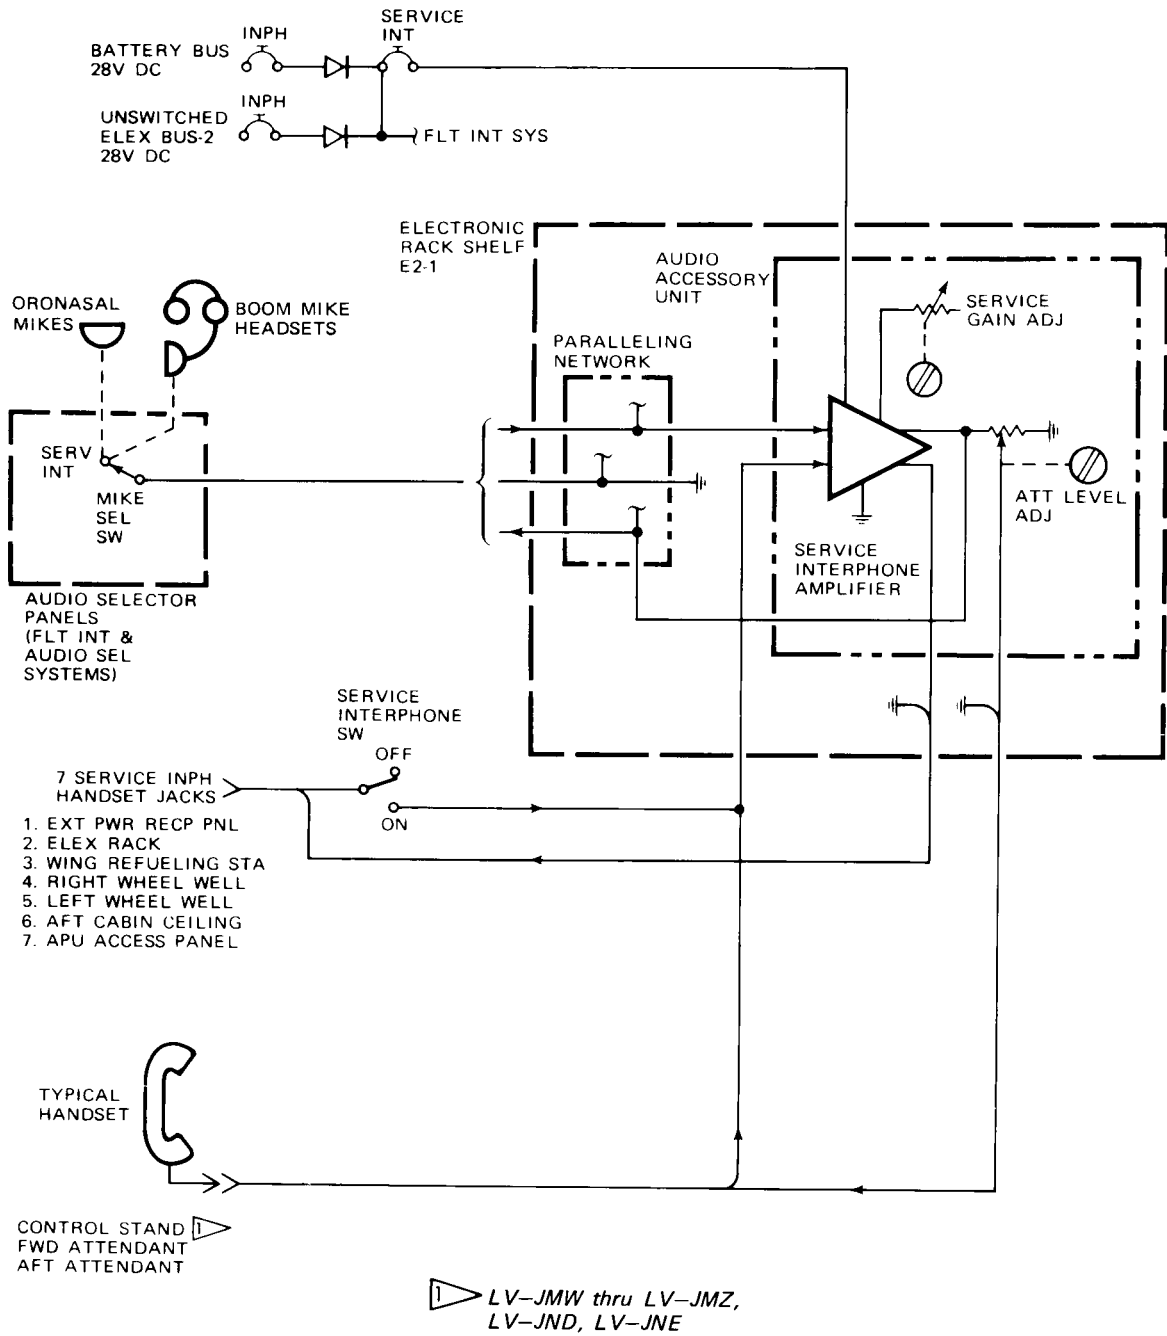 SERVICE
INT
INPH
BATTERY BUS
28V DC
INPH
UNSWITCHED
ELEX BUS-2
28V DC
FLT INT SYS
ELECTRONIC
RACK SHELF
E2-1
AUDIO
ACCESSORY
UNIT
SERVICE
GAIN ADJ
ORONASAL
MIKES
BOOM MIKE
HEADSETS
PARALLELING
NETWORK
SERV
INT
MIKE
SEL
SW
ATT LEVEL
ADJ
SERVICE
INTERPHONE
AMPLIFIER
AUDIO SELECTOR
PANELS
(FLT INT &
AUDIO SEL
SYSTEMS)
SERVICE
INTERPHONE
SW
OFF
ON
7 SERVICE INPH
HANDSET JACKS
1. EXT PWR RECP PNL
2. ELEX RACK
3. WING REFUELING STA
4. RIGHT WHEEL WELL
5. LEFT WHEEL WELL
6. AFT CABIN CEILING
7. APU ACCESS PANEL
TYPICAL
HANDSET
CONTROL STAND 1
FWD ATTENDANT
AFT ATTENDANT
1 LV–JMW thru LV–JMZ,
LV–JND, LV–JNE